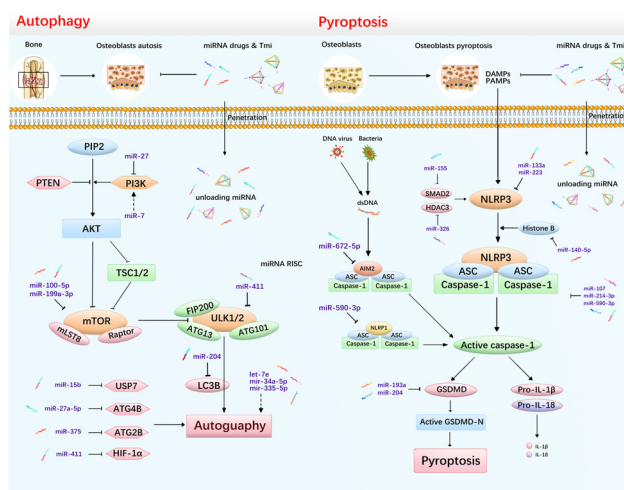 Autophagy
Bone
Osteoblasts autosis
miRNA drugs & Tmi
Penetration
PIP2
miR-27
PTEN
PI3K
miR-7
unloading miRNA
AKT
TSC1/2
miRNA RISC
miR-100-5p
miR-199a-3p
miR-411
FIP200
mTOR
ULK1/2
mLST8
Raptor
ATG13
ATG101
miR-204
let-7e
mir-34a-5p
mir-335-5p
miR-15b
USP7
LC3B
miR-27a-5p
ATG4B
miR-375
ATG2B
Autoguaphy
miR-411
HIF-1α
Pyroptosis
Osteoblasts
Osteoblasts pyroptosis
miRNA drugs & Tmi
DAMPs
PAMPs
Penetration
DNA virus
Bacteria
miR-155
miR-133a
miR-223
SMAD2
HDAC3
NLRP3
unloading miRNA
dsDNA
miR-326
Histone B
miR-672-5p
miR-140-5p
AIM2
NLRP3
ASC
ASC
ASC
ASC
Caspase-1
Caspase-1
Caspase-1
Caspase-1
miR-107
miR-214-3p
miR-590-3p
miR-590-3p
NLRP1
ASC
ASC
Caspase-1
Caspase-1
Active caspase-1
miR-193a
miR-204
GSDMD
Pro-IL-1β
Pro-IL-18
Active GSDMD-N
IL-1β
IL-18
Pyroptosis